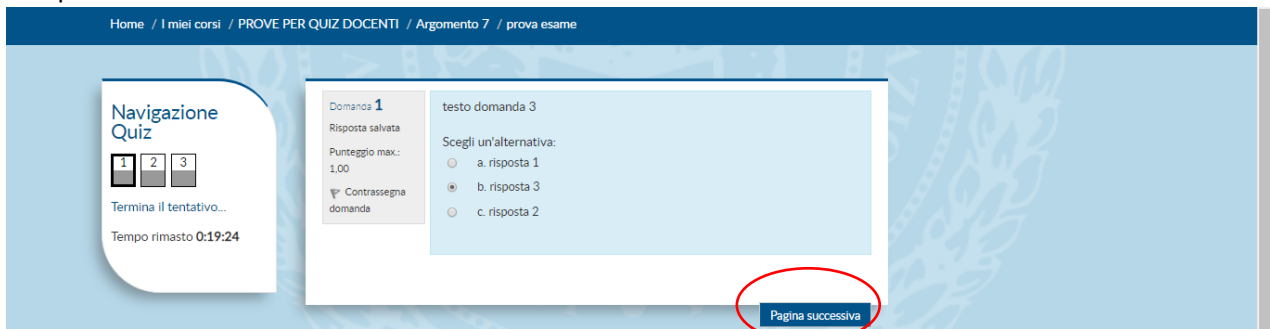 Home / I miei corsi / PROVE PER QUIZ DOCENTI / Argomento 7 / prova esame
Navigazione
Quiz
1 2 3
Termina il tentativo...
Tempo rimasto 0:19:24
Domanda 1
Risposta salvata
Punteggio max.:
1,00
Contrassegna
domanda
testo domanda 3
Scegli un'alternativa:
a. risposta 1
b. risposta 3
c. risposta 2
Pagina successiva